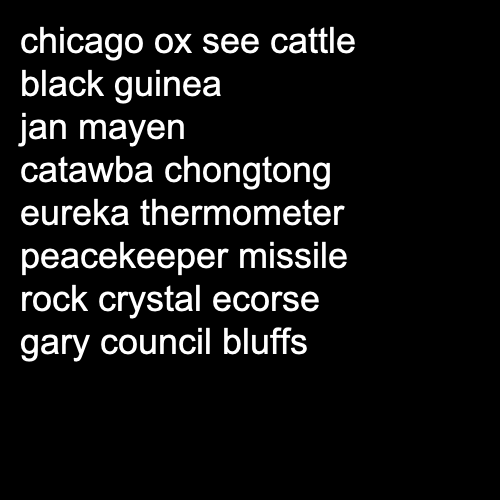 chicago ox see cattle
black guinea
jan mayen
catawba chongtong
eureka thermometer
peacekeeper missile
rock crystal ecorse
gary council bluffs